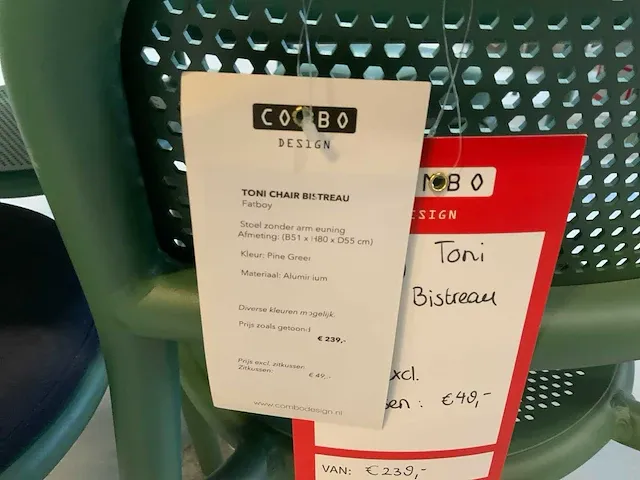 COMBO
DESIGN
TONI CHAIR BISTREAU
Fatboy
Stoel zonder armleuning
Afmeting: (B51 x H80 x D55 cm)
Kleur: Pine Green
Materiaal: Aluminium
Diverse kleuren mogelijk.
Prijs zoals getoond
€ 239,-
Prijs excl. zitkussen
Zitkussen:
€ 49,-
www.combodesign.nl
MBO
ESIGN
Toni
Bistreau
xcl.
en: €49,-
VAN: €239,-